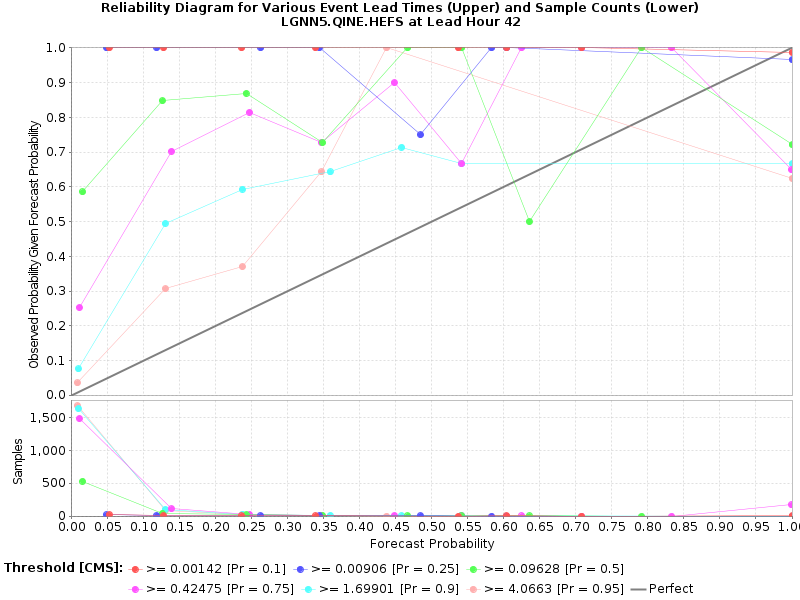 Reliability Diagram for Various Event Lead Times (Upper) and Sample Counts (Lower)
LGNN5.QINE.HEFS at Lead Hour 42
Observed Probability Given Forecast Probability
1.0
0.9
0.8
0.7
0.6
0.5
0.4
0.3
0.2
0.1
0.0
Samples
1,500
1,000
500
0
0.00 0.05 0.10 0.15 0.20 0.25 0.30 0.35 0.40 0.45 0.50 0.55 0.60 0.65 0.70 0.75 0.80 0.85 0.90 0.95 1.0
Forecast Probability
Threshold [CMS]: >= 0.00142 [Pr = 0.1] >= 0.00906 [Pr = 0.25] >= 0.09628 [Pr = 0.5]
>= 0.42475 [Pr = 0.75] >= 1.69901 [Pr = 0.9] >= 4.0663 [Pr = 0.95] Perfect